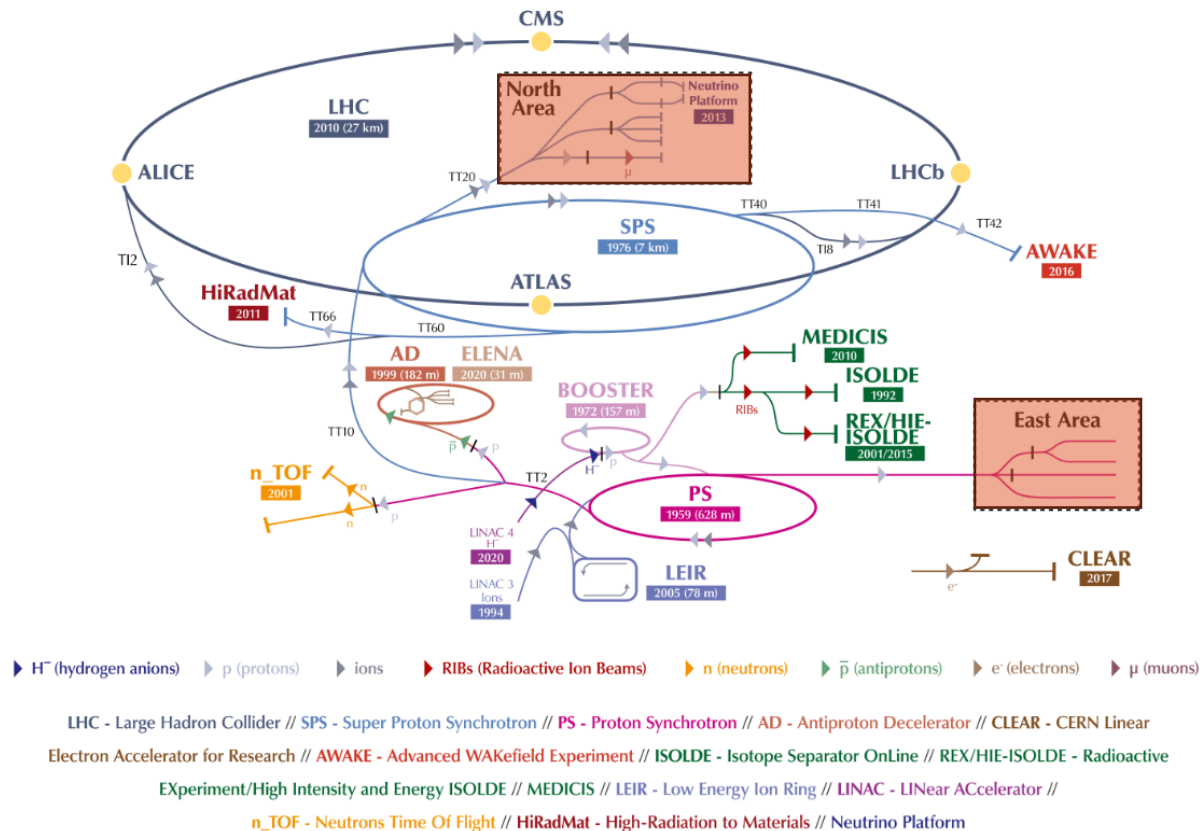 CMS
North
Area
Neutrino
Platform
2013
LHC
2010 (27 km)
ALICE
LHCb
TT20
μ
TT40
TT41
TT42
SPS
1976 (7 km)
TI8
AWAKE
2016
TI2
ATLAS
HiRadMat
2011
TT66
TT60
MEDICIS
2010
AD
1999 (182 m)
ELENA
2020 (31 m)
ISOLDE
1992
BOOSTER
1972 (157 m)
RIBs
REX/HIE-
ISOLDE
2001/2015
East Area
TT10
p̅
p
H⁻
p
n_TOF
2001
n
n
p
TT2
PS
1959 (628 m)
LINAC 4
H⁻
2020
LINAC 3
Ions
1994
LEIR
2005 (78 m)
CLEAR
2017
e⁻
H⁻ (hydrogen anions)
p (protons)
ions
RIBs (Radioactive Ion Beams)
n (neutrons)
p̅ (antiprotons)
e⁻ (electrons)
μ (muons)
LHC - Large Hadron Collider // SPS - Super Proton Synchrotron // PS - Proton Synchrotron // AD - Antiproton Decelerator // CLEAR - CERN Linear
Electron Accelerator for Research // AWAKE - Advanced WAKefield Experiment // ISOLDE - Isotope Separator OnLine // REX/HIE-ISOLDE - Radioactive
EXperiment/High Intensity and Energy ISOLDE // MEDICIS // LEIR - Low Energy Ion Ring // LINAC - LINear ACcelerator //
n_TOF - Neutrons Time Of Flight // HiRadMat - High-Radiation to Materials // Neutrino Platform